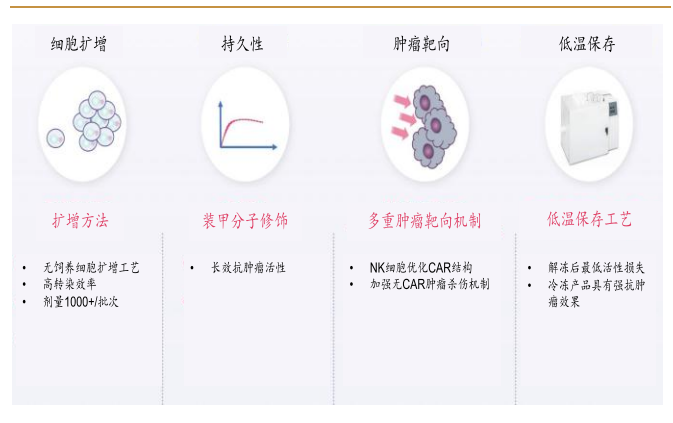 细胞扩增
持久性
肿瘤靶向
低温保存
扩增方法
装甲分子修饰
多重肿瘤靶向机制
低温保存工艺
• 无饲养细胞扩增工艺
• 高转染效率
• 剂量1000+/批次
• 长效抗肿瘤活性
• NK细胞优化CAR结构
• 加强无CAR肿瘤杀伤机制
• 解冻后最低活性损失
• 冷冻产品具有强抗肿
瘤效果